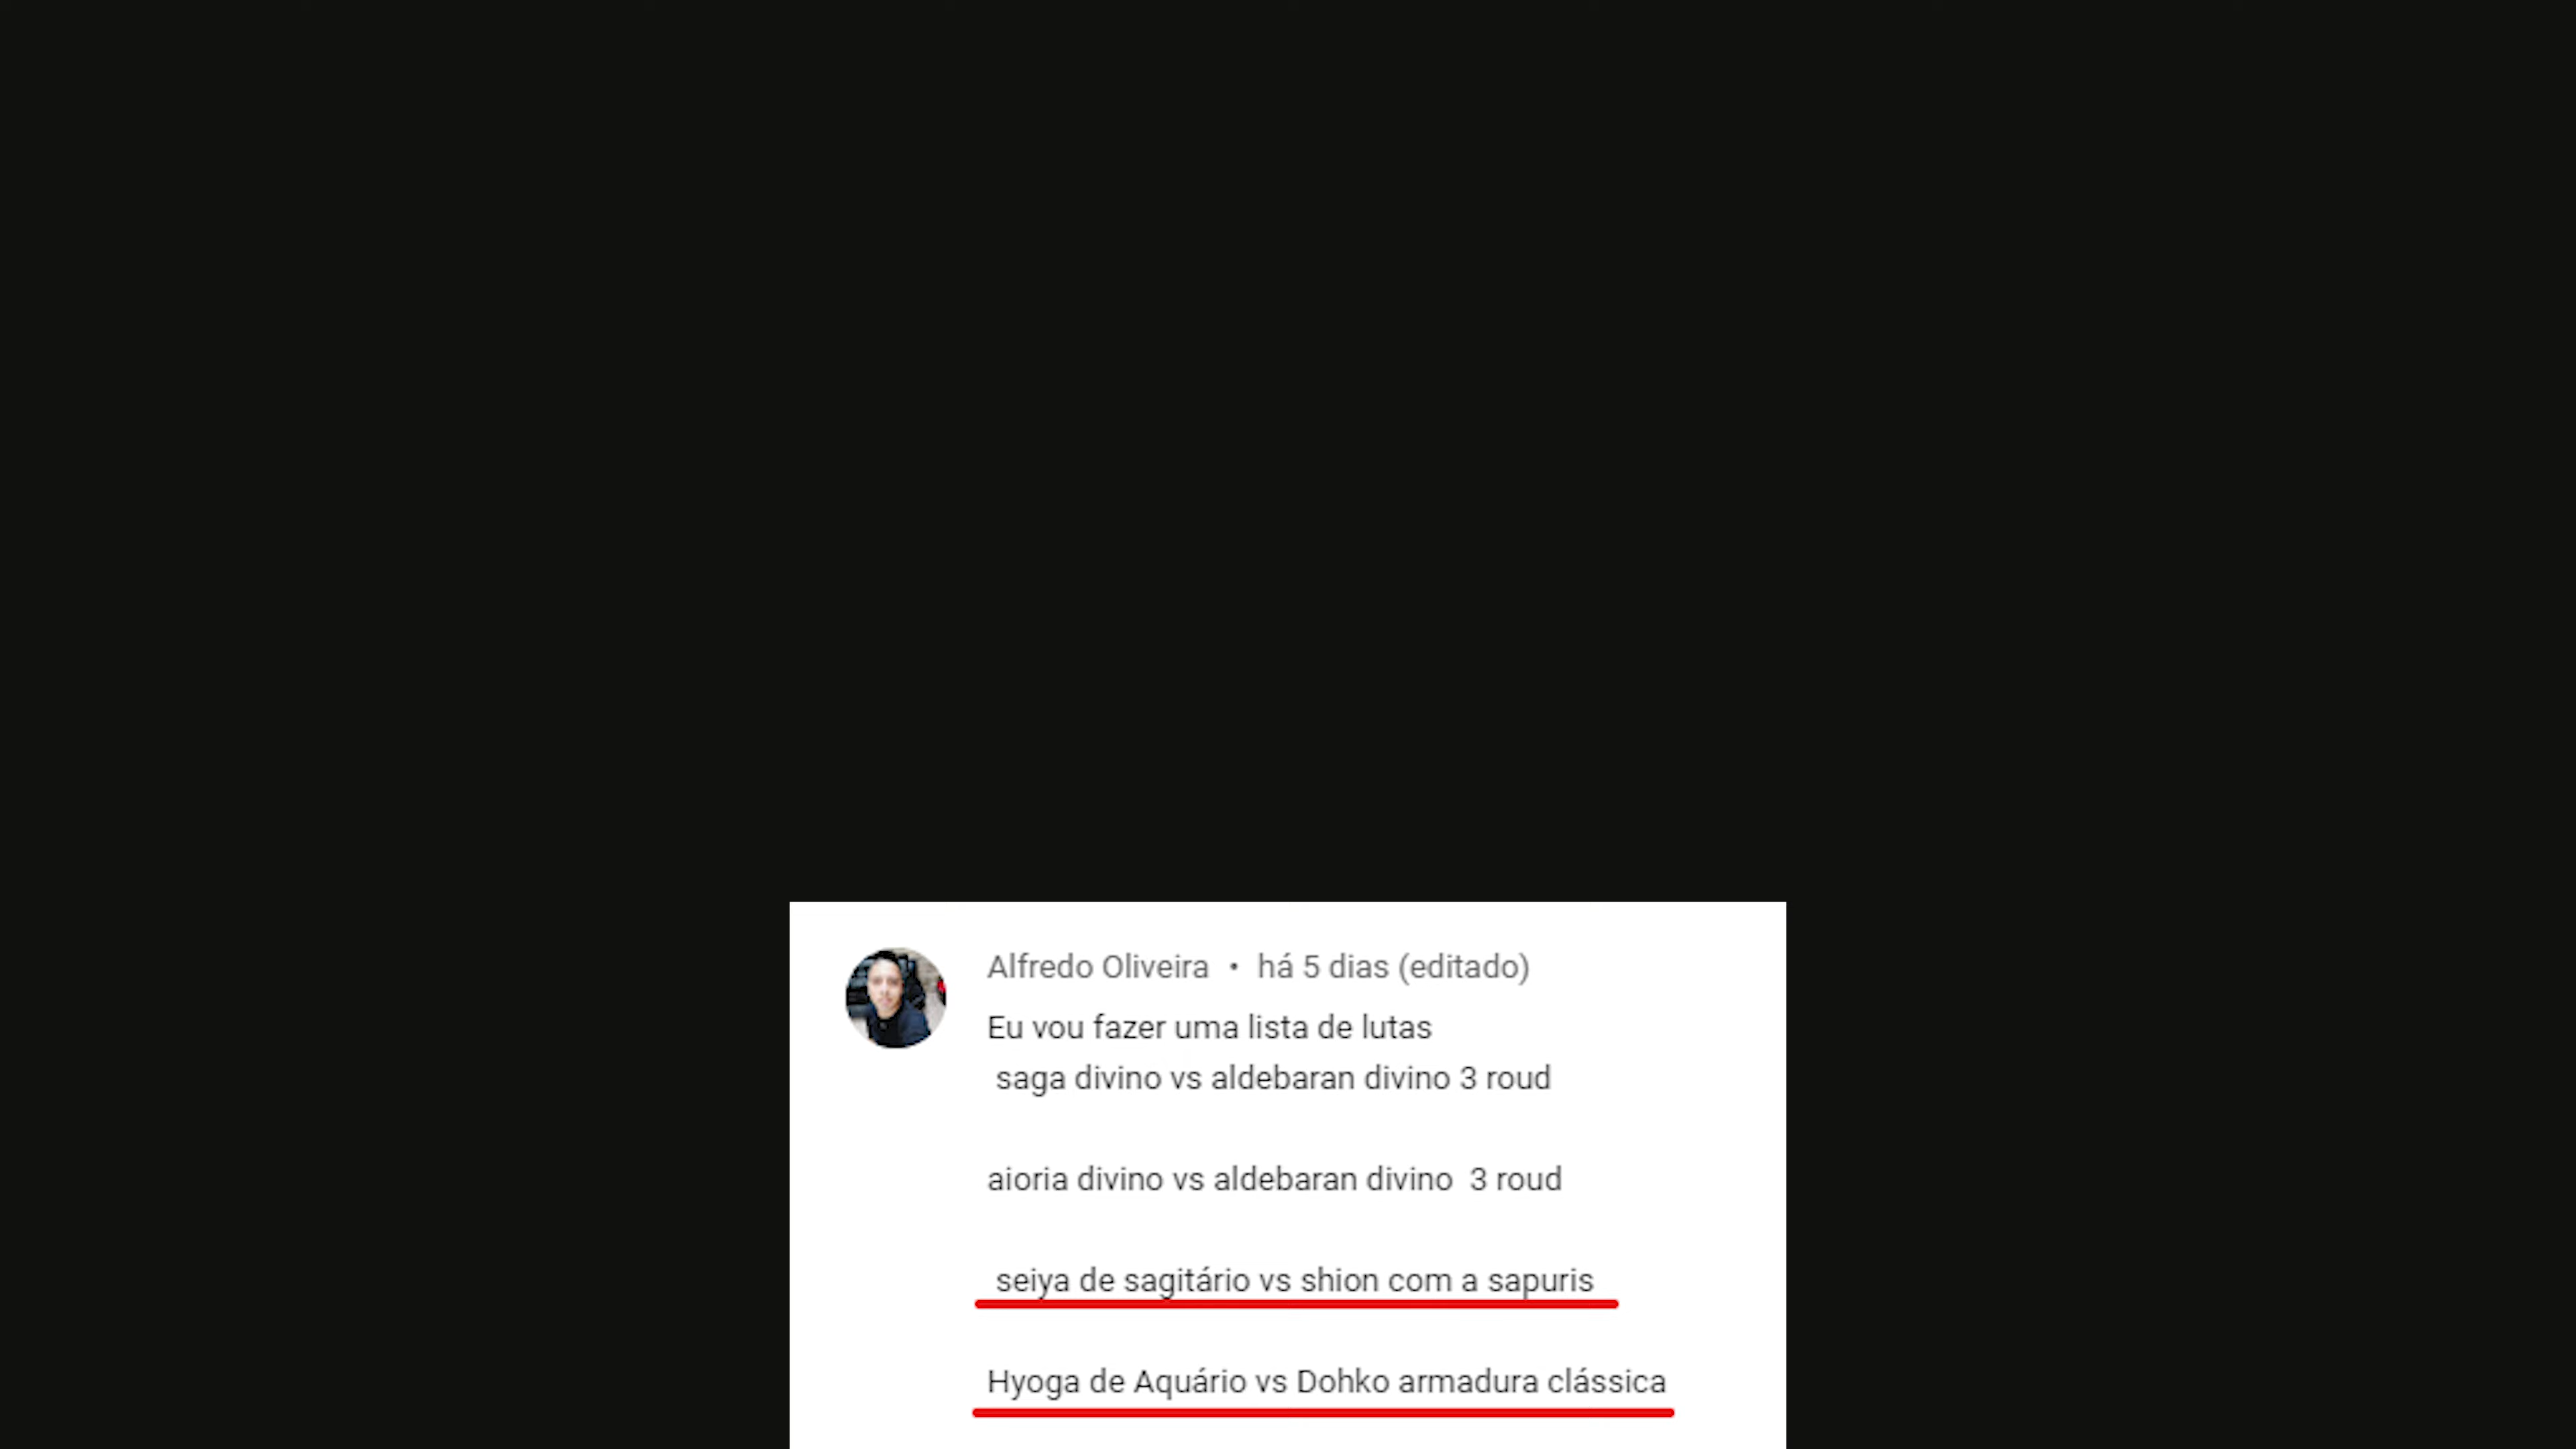 Alfredo Oliveira • há 5 dias (editado)
Eu vou fazer uma lista de lutas
saga divino vs aldebaran divino 3 roud
aioria divino vs aldebaran divino 3 roud
seiya de sagitário vs shion com a sapuris
Hyoga de Aquário vs Dohko armadura clássica